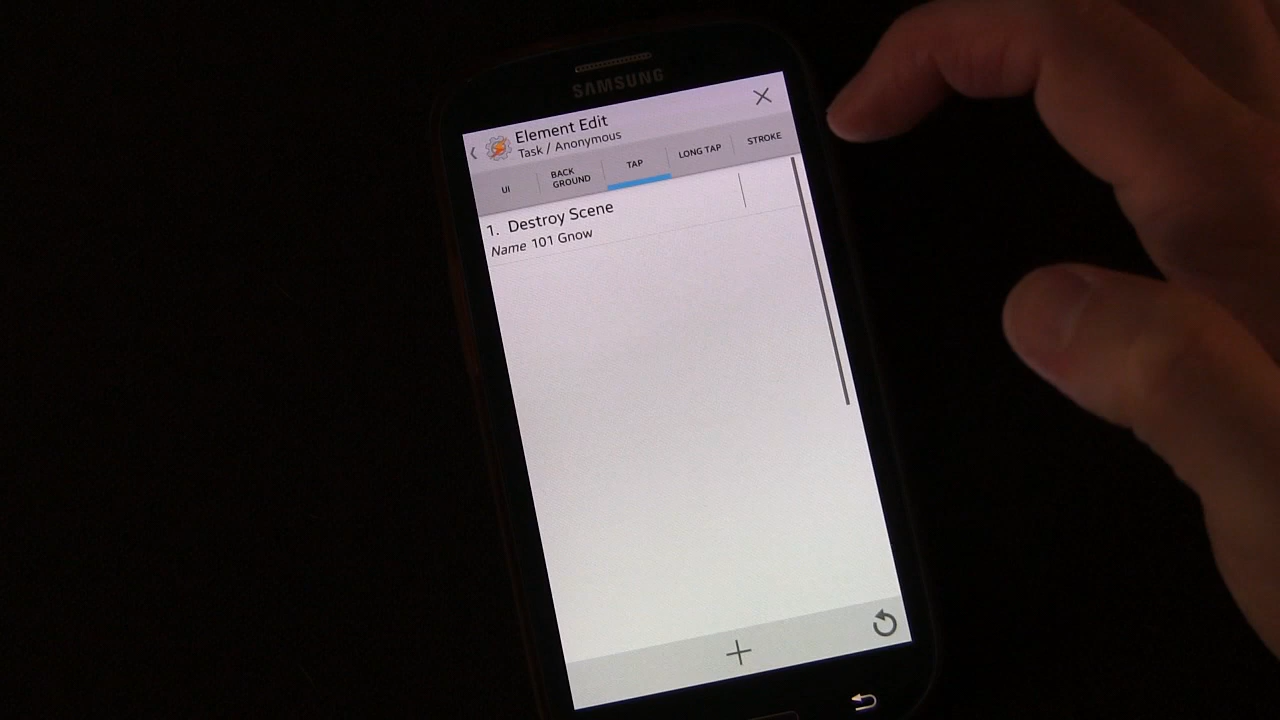 SAMSUNG
Element Edit
Task / Anonymous
UI
BACK
GROUND
TAP
LONG TAP
STROKE
1. Destroy Scene
Name 101 Gnow